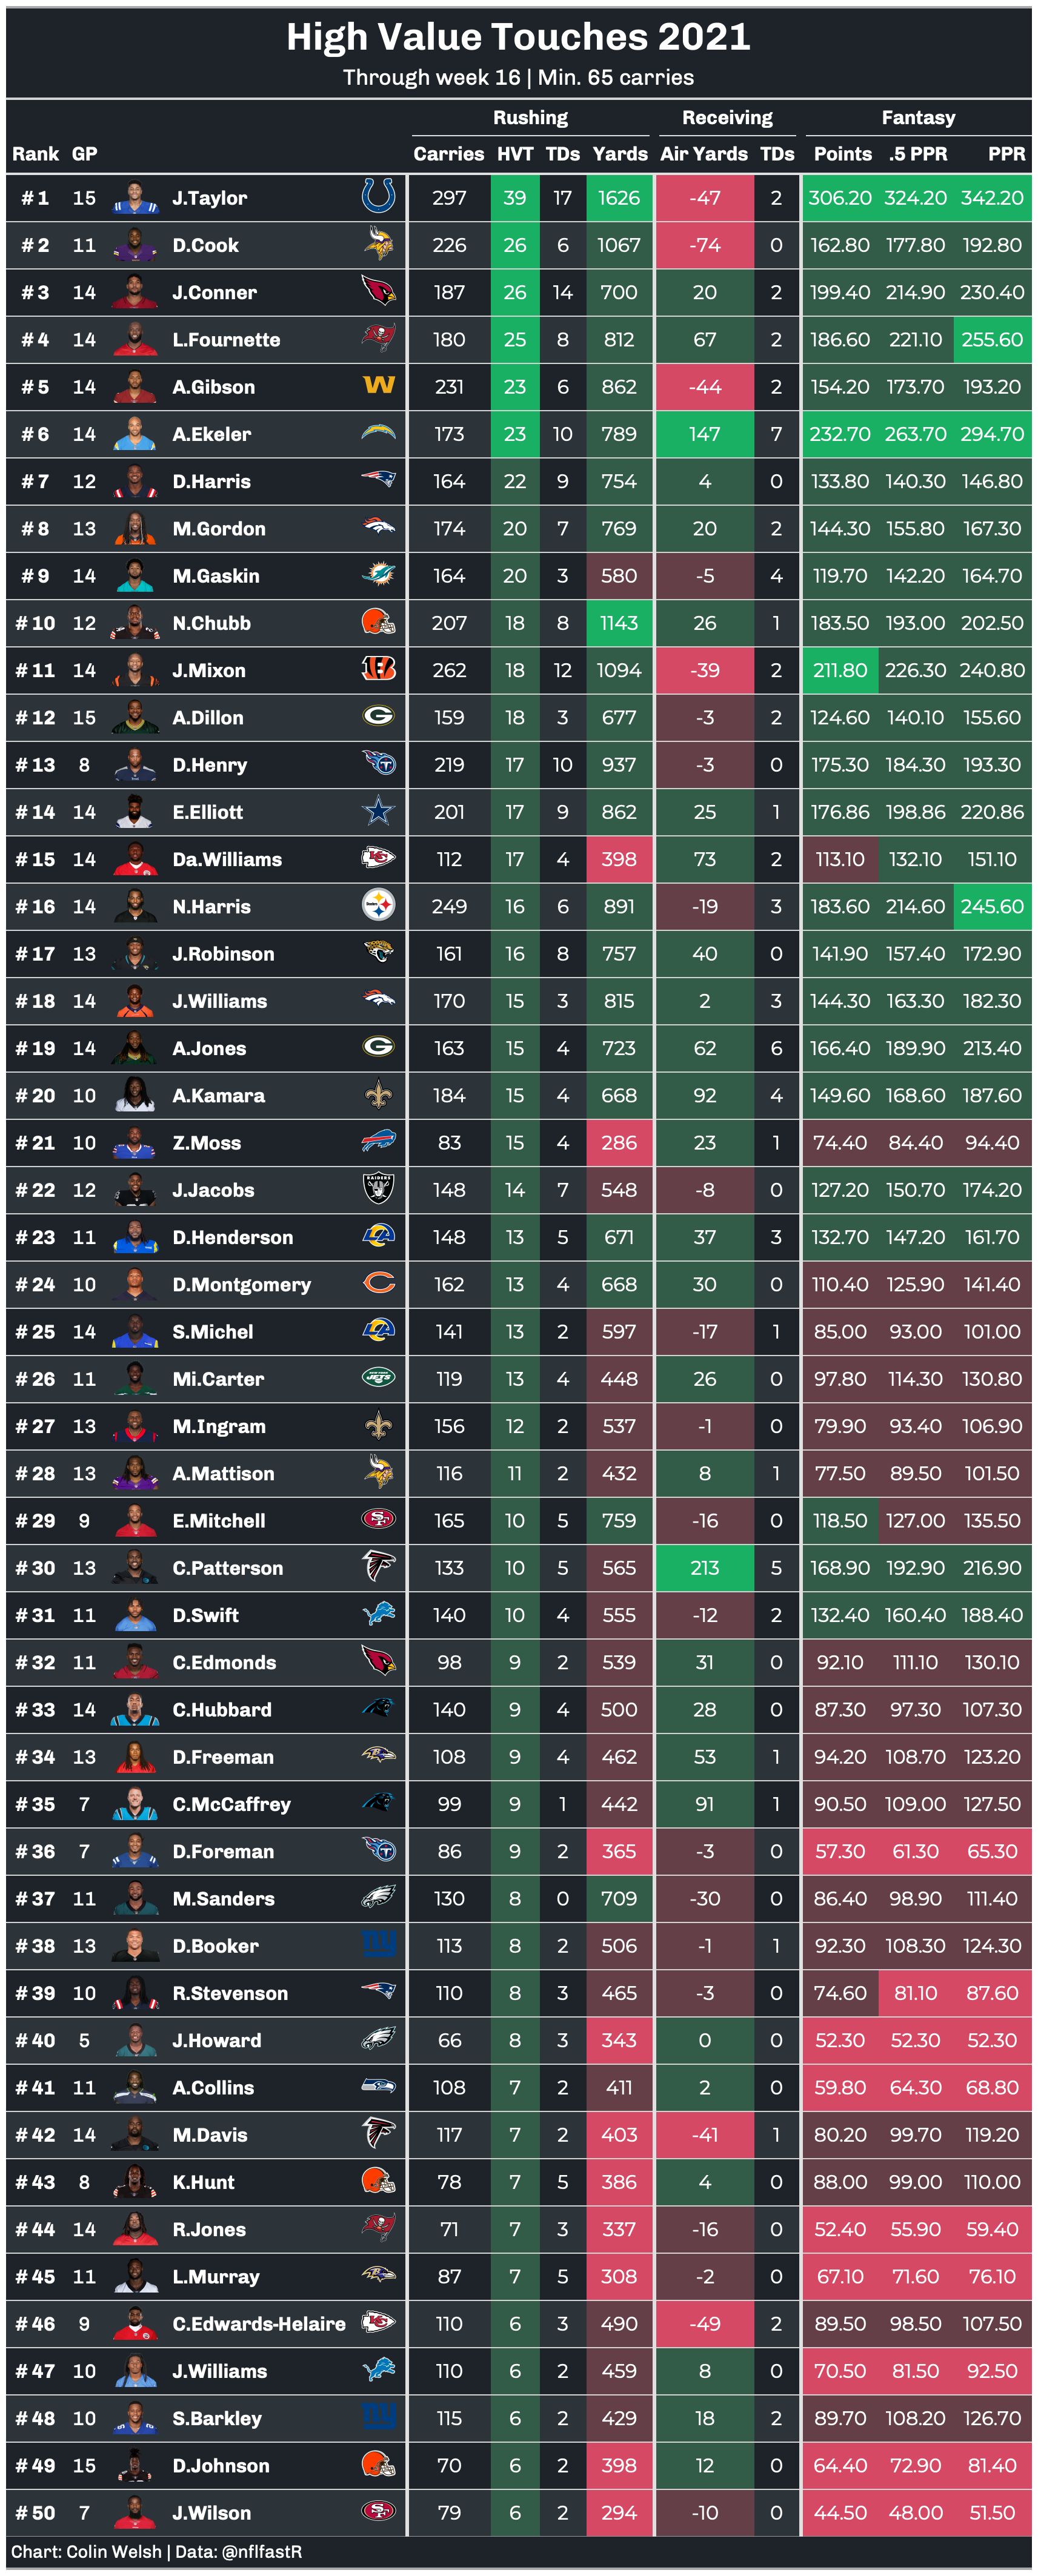 High Value Touches 2021
Through week 16 | Min. 65 carries
Rushing Receiving Fantasy
Rank GP Carries HVT TDs Yards Air Yards TDs Points .5 PPR PPR
# 1 15 J.Taylor 297 39 17 1626 -47 2 306.20 324.20 342.20
# 2 11 D.Cook 226 26 6 1067 -74 0 162.80 177.80 192.80
# 3 14 J.Conner 187 26 14 700 20 2 199.40 214.90 230.40
# 4 14 L.Fournette 180 25 8 812 67 2 186.60 221.10 255.60
# 5 14 A.Gibson W 231 23 6 862 -44 2 154.20 173.70 193.20
# 6 14 A.Ekeler 173 23 10 789 147 7 232.70 263.70 294.70
# 7 12 D.Harris 164 22 9 754 4 0 133.80 140.30 146.80
# 8 13 M.Gordon 174 20 7 769 20 2 144.30 155.80 167.30
# 9 14 M.Gaskin 164 20 3 580 -5 4 119.70 142.20 164.70
# 10 12 N.Chubb 207 18 8 1143 26 1 183.50 193.00 202.50
# 11 14 J.Mixon 262 18 12 1094 -39 2 211.80 226.30 240.80
# 12 15 A.Dillon G 159 18 3 677 -3 2 124.60 140.10 155.60
# 13 8 D.Henry T 219 17 10 937 -3 0 175.30 184.30 193.30
# 14 14 E.Elliott 201 17 9 862 25 1 176.86 198.86 220.86
# 15 14 Da.Williams KC 112 17 4 398 73 2 113.10 132.10 151.10
# 16 14 N.Harris 249 16 6 891 -19 3 183.60 214.60 245.60
# 17 13 J.Robinson 161 16 8 757 40 0 141.90 157.40 172.90
# 18 14 J.Williams 170 15 3 815 2 3 144.30 163.30 182.30
# 19 14 A.Jones G 163 15 4 723 62 6 166.40 189.90 213.40
# 20 10 A.Kamara 184 15 4 668 92 4 149.60 168.60 187.60
# 21 10 Z.Moss 83 15 4 286 23 1 74.40 84.40 94.40
# 22 12 J.Jacobs RAIDERS 148 14 7 548 -8 0 127.20 150.70 174.20
# 23 11 D.Henderson LA 148 13 5 671 37 3 132.70 147.20 161.70
# 24 10 D.Montgomery C 162 13 4 668 30 0 110.40 125.90 141.40
# 25 14 S.Michel LA 141 13 2 597 -17 1 85.00 93.00 101.00
# 26 11 Mi.Carter JETS 119 13 4 448 26 0 97.80 114.30 130.80
# 27 13 M.Ingram 156 12 2 537 -1 0 79.90 93.40 106.90
# 28 13 A.Mattison 116 11 2 432 8 1 77.50 89.50 101.50
# 29 9 E.Mitchell SF 165 10 5 759 -16 0 118.50 127.00 135.50
# 30 13 C.Patterson 133 10 5 565 213 5 168.90 192.90 216.90
# 31 11 D.Swift 140 10 4 555 -12 2 132.40 160.40 188.40
# 32 11 C.Edmonds 98 9 2 539 31 0 92.10 111.10 130.10
# 33 14 C.Hubbard 140 9 4 500 28 0 87.30 97.30 107.30
# 34 13 D.Freeman 108 9 4 462 53 1 94.20 108.70 123.20
# 35 7 C.McCaffrey 99 9 1 442 91 1 90.50 109.00 127.50
# 36 7 D.Foreman T 86 9 2 365 -3 0 57.30 61.30 65.30
# 37 11 M.Sanders 130 8 0 709 -30 0 86.40 98.90 111.40
# 38 13 D.Booker ny 113 8 2 506 -1 1 92.30 108.30 124.30
# 39 10 R.Stevenson 110 8 3 465 -3 0 74.60 81.10 87.60
# 40 5 J.Howard 66 8 3 343 0 0 52.30 52.30 52.30
# 41 11 A.Collins 108 7 2 411 2 0 59.80 64.30 68.80
# 42 14 M.Davis 117 7 2 403 -41 1 80.20 99.70 119.20
# 43 8 K.Hunt 78 7 5 386 4 0 88.00 99.00 110.00
# 44 14 R.Jones 71 7 3 337 -16 0 52.40 55.90 59.40
# 45 11 L.Murray 87 7 5 308 -2 0 67.10 71.60 76.10
# 46 9 C.Edwards-Helaire KC 110 6 3 490 -49 2 89.50 98.50 107.50
# 47 10 J.Williams 110 6 2 459 8 0 70.50 81.50 92.50
# 48 10 S.Barkley ny 115 6 2 429 18 2 89.70 108.20 126.70
# 49 15 D.Johnson 70 6 2 398 12 0 64.40 72.90 81.40
# 50 7 J.Wilson SF 79 6 2 294 -10 0 44.50 48.00 51.50
Chart: Colin Welsh | Data: @nflfastR